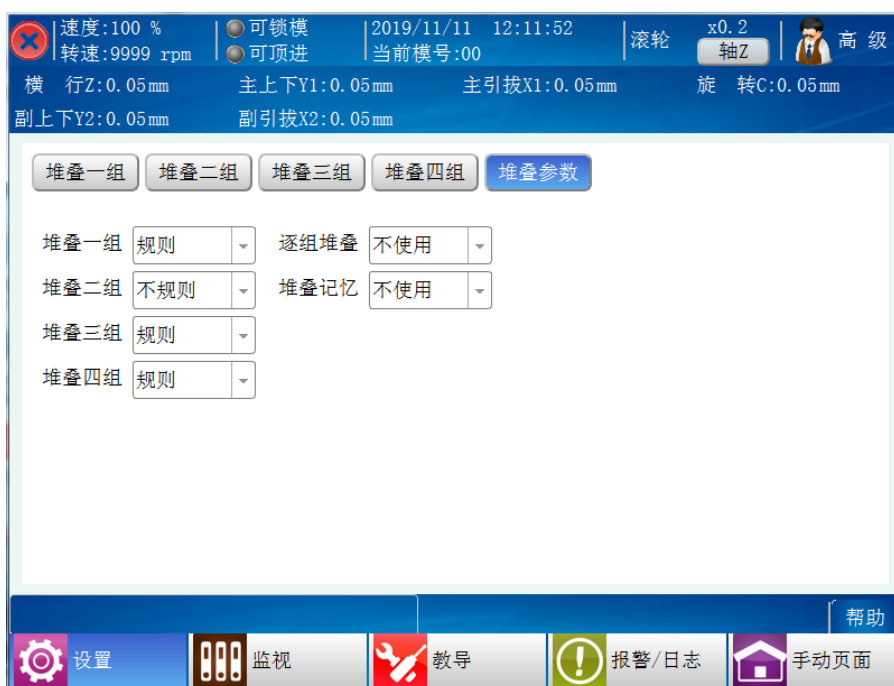 速度:100 % 可锁模 2019/11/11 12:11:52 滚轮 x0.2 高 级
转速:9999 rpm 可顶进 当前模号:00 轴Z
横 行Z:0.05mm 主上下Y1:0.05mm 主引拔X1:0.05mm 旋 转C:0.05mm
副上下Y2:0.05mm 副引拔X2:0.05mm
堆叠一组 堆叠二组 堆叠三组 堆叠四组 堆叠参数
堆叠一组 规则 逐组堆叠 不使用
堆叠二组 不规则 堆叠记忆 不使用
堆叠三组 规则
堆叠四组 规则
帮助
设置 监视 教导 报警/日志 手动页面